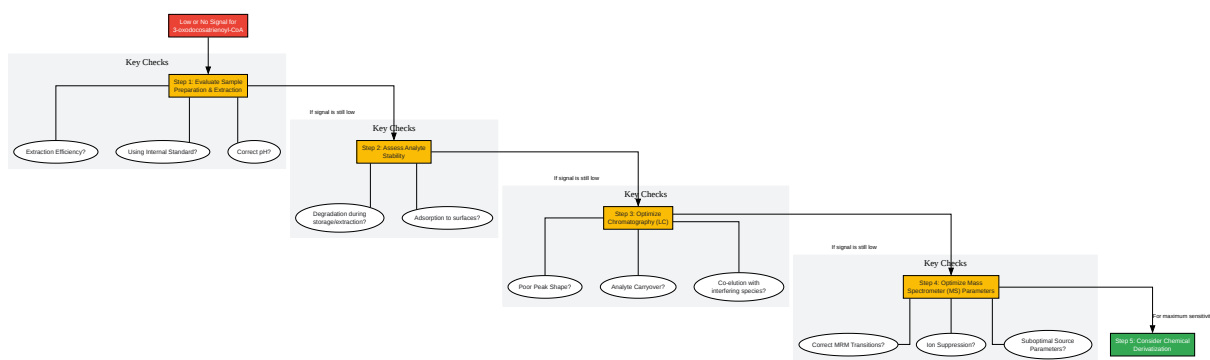 Low or No Signal for
3-oxodocosatrienoyl-CoA
Key Checks
Step 1: Evaluate Sample
Preparation & Extraction
Extraction Efficiency?
Using Internal Standard?
Correct pH?
If signal is still low
Key Checks
Step 2: Assess Analyte
Stability
Degradation during
storage/extraction?
Adsorption to surfaces?
If signal is still low
Key Checks
Step 3: Optimize
Chromatography (LC)
Poor Peak Shape?
Analyte Carryover?
Co-elution with
interfering species?
If signal is still low
Key Checks
Step 4: Optimize Mass
Spectrometer (MS) Parameters
Correct MRM Transitions?
Ion Suppression?
Suboptimal Source
Parameters?
For maximum sensitivi
Step 5: Consider Chemical
Derivatization